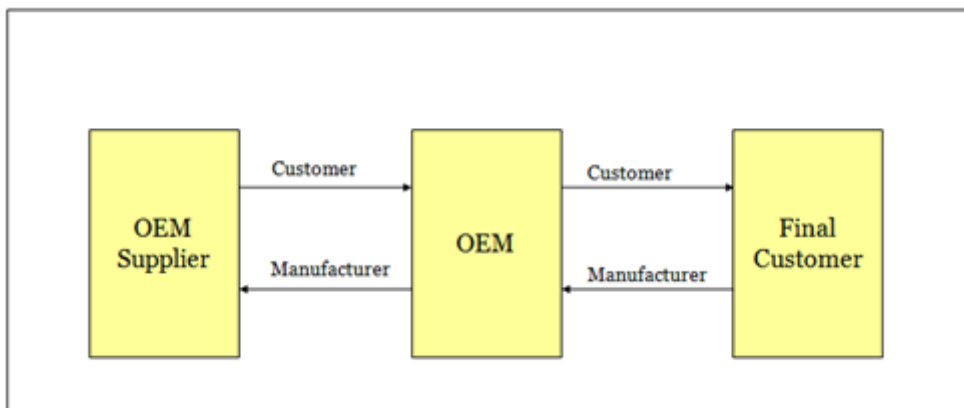 Customer
Customer
OEM
Supplier
OEM
Final
Customer
Manufacturer
Manufacturer